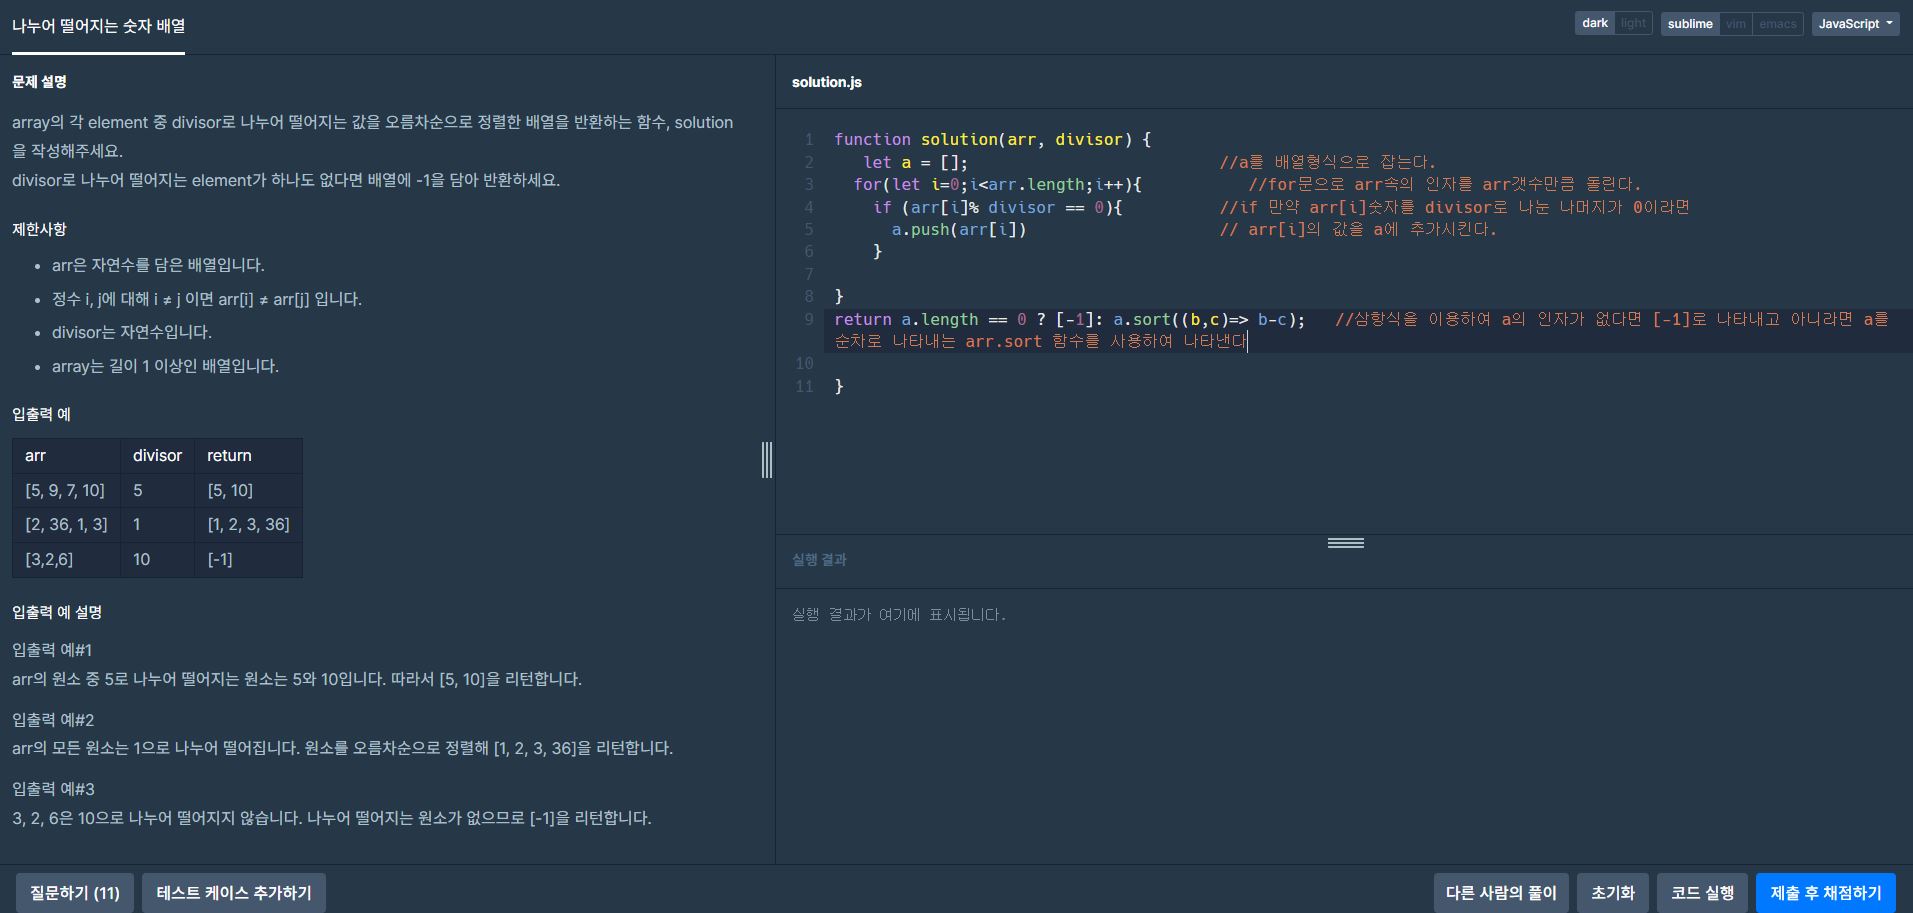 나누어 떨어지는 숫자 배열
dark light sublime vim emacs JavaScript
문제 설명
array의 각 element 중 divisor로 나누어 떨어지는 값을 오름차순으로 정렬한 배열을 반환하는 함수, solution
을 작성해주세요.
divisor로 나누어 떨어지는 element가 하나도 없다면 배열에 -1을 담아 반환하세요.
제한사항
• arr은 자연수를 담은 배열입니다.
• 정수 i, j에 대해 i ≠ j 이면 arr[i] ≠ arr[j] 입니다.
• divisor는 자연수입니다.
• array는 길이 1 이상인 배열입니다.
입출력 예
arr divisor return
[5, 9, 7, 10] 5 [5, 10]
[2, 36, 1, 3] 1 [1, 2, 3, 36]
[3,2,6] 10 [-1]
입출력 예 설명
입출력 예#1
arr의 원소 중 5로 나누어 떨어지는 원소는 5와 10입니다. 따라서 [5, 10]을 리턴합니다.
입출력 예#2
arr의 모든 원소는 1으로 나누어 떨어집니다. 원소를 오름차순으로 정렬해 [1, 2, 3, 36]을 리턴합니다.
입출력 예#3
3, 2, 6은 10으로 나누어 떨어지지 않습니다. 나누어 떨어지는 원소가 없으므로 [-1]을 리턴합니다.
solution.js
1 function solution(arr, divisor) {
2 let a = []; //a를 배열형식으로 잡는다.
3 for(let i=0;i<arr.length;i++){ //for문으로 arr속의 인자를 arr갯수만큼 돌린다.
4 if (arr[i]% divisor == 0){ //if 만약 arr[i]숫자를 divisor로 나눈 나머지가 0이라면
5 a.push(arr[i]) // arr[i]의 값을 a에 추가시킨다.
6 }
7
8 }
9 return a.length == 0 ? [-1]: a.sort((b,c)=> b-c); //삼항식을 이용하여 a의 인자가 없다면 [-1]로 나타내고 아니라면 a를
순차로 나타내는 arr.sort 함수를 사용하여 나타낸다
10
11 }
실행 결과
실행 결과가 여기에 표시됩니다.
질문하기 (11) 테스트 케이스 추가하기 다른 사람의 풀이 초기화 코드 실행 제출 후 채점하기